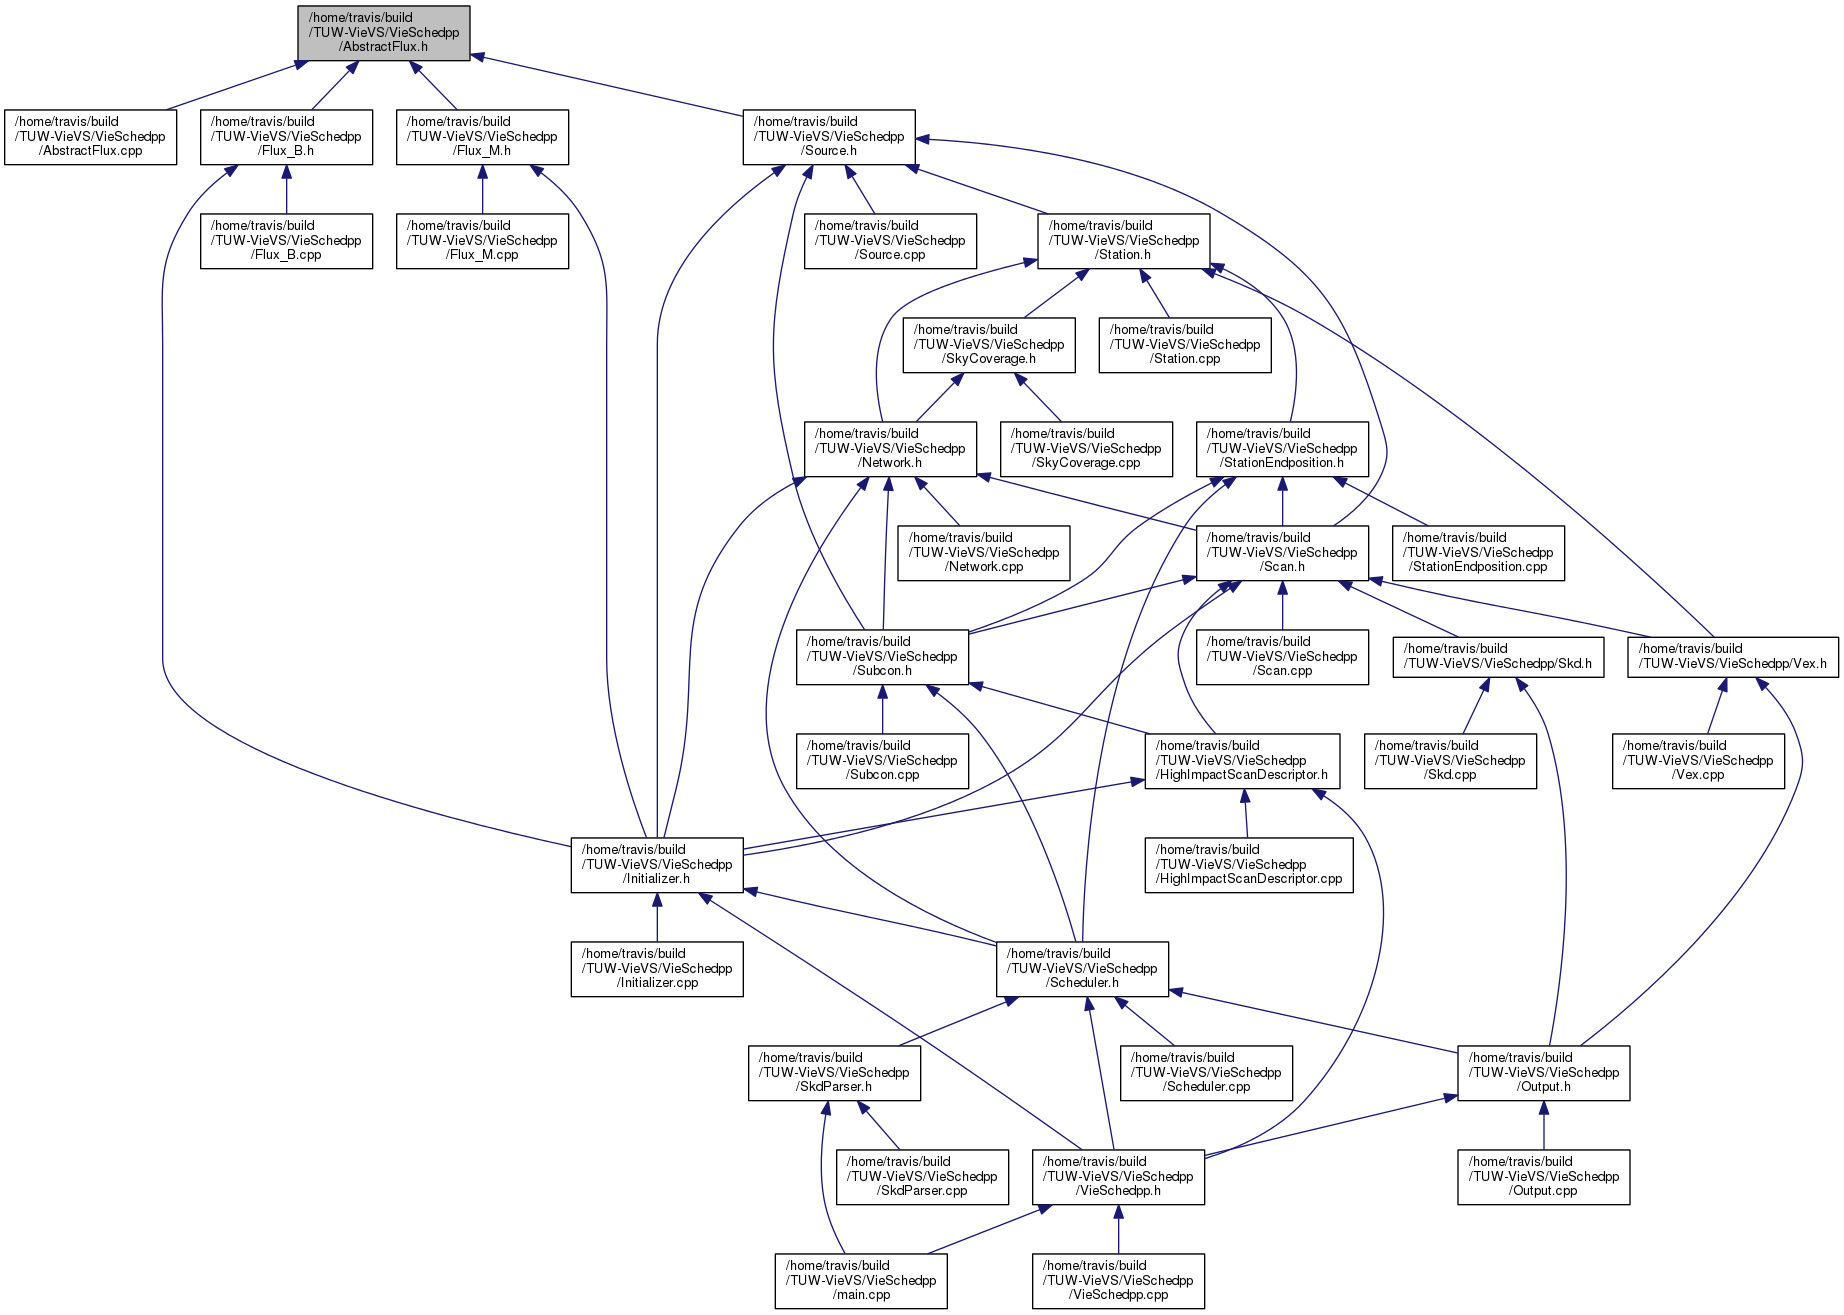 /home/travis/build
/TUW-VieVS/VieSchedpp
/AbstractFlux.h
/home/travis/build
/TUW-VieVS/VieSchedpp
/AbstractFlux.cpp
/home/travis/build
/TUW-VieVS/VieSchedpp
/Flux_B.h
/home/travis/build
/TUW-VieVS/VieSchedpp
/Flux_M.h
/home/travis/build
/TUW-VieVS/VieSchedpp
/Source.h
/home/travis/build
/TUW-VieVS/VieSchedpp
/Flux_B.cpp
/home/travis/build
/TUW-VieVS/VieSchedpp
/Flux_M.cpp
/home/travis/build
/TUW-VieVS/VieSchedpp
/Source.cpp
/home/travis/build
/TUW-VieVS/VieSchedpp
/Station.h
/home/travis/build
/TUW-VieVS/VieSchedpp
/SkyCoverage.h
/home/travis/build
/TUW-VieVS/VieSchedpp
/Station.cpp
/home/travis/build
/TUW-VieVS/VieSchedpp
/Network.h
/home/travis/build
/TUW-VieVS/VieSchedpp
/SkyCoverage.cpp
/home/travis/build
/TUW-VieVS/VieSchedpp
/StationEndposition.h
/home/travis/build
/TUW-VieVS/VieSchedpp
/Network.cpp
/home/travis/build
/TUW-VieVS/VieSchedpp
/Scan.h
/home/travis/build
/TUW-VieVS/VieSchedpp
/StationEndposition.cpp
/home/travis/build
/TUW-VieVS/VieSchedpp
/Subcon.h
/home/travis/build
/TUW-VieVS/VieSchedpp
/Scan.cpp
/home/travis/build
/TUW-VieVS/VieSchedpp/Skd.h
/home/travis/build
/TUW-VieVS/VieSchedpp/Vex.h
/home/travis/build
/TUW-VieVS/VieSchedpp
/Subcon.cpp
/home/travis/build
/TUW-VieVS/VieSchedpp
/HighImpactScanDescriptor.h
/home/travis/build
/TUW-VieVS/VieSchedpp
/Skd.cpp
/home/travis/build
/TUW-VieVS/VieSchedpp
/Vex.cpp
/home/travis/build
/TUW-VieVS/VieSchedpp
/Initializer.h
/home/travis/build
/TUW-VieVS/VieSchedpp
/HighImpactScanDescriptor.cpp
/home/travis/build
/TUW-VieVS/VieSchedpp
/Initializer.cpp
/home/travis/build
/TUW-VieVS/VieSchedpp
/Scheduler.h
/home/travis/build
/TUW-VieVS/VieSchedpp
/SkdParser.h
/home/travis/build
/TUW-VieVS/VieSchedpp
/Scheduler.cpp
/home/travis/build
/TUW-VieVS/VieSchedpp
/Output.h
/home/travis/build
/TUW-VieVS/VieSchedpp
/SkdParser.cpp
/home/travis/build
/TUW-VieVS/VieSchedpp
/VieSchedpp.h
/home/travis/build
/TUW-VieVS/VieSchedpp
/Output.cpp
/home/travis/build
/TUW-VieVS/VieSchedpp
/main.cpp
/home/travis/build
/TUW-VieVS/VieSchedpp
/VieSchedpp.cpp